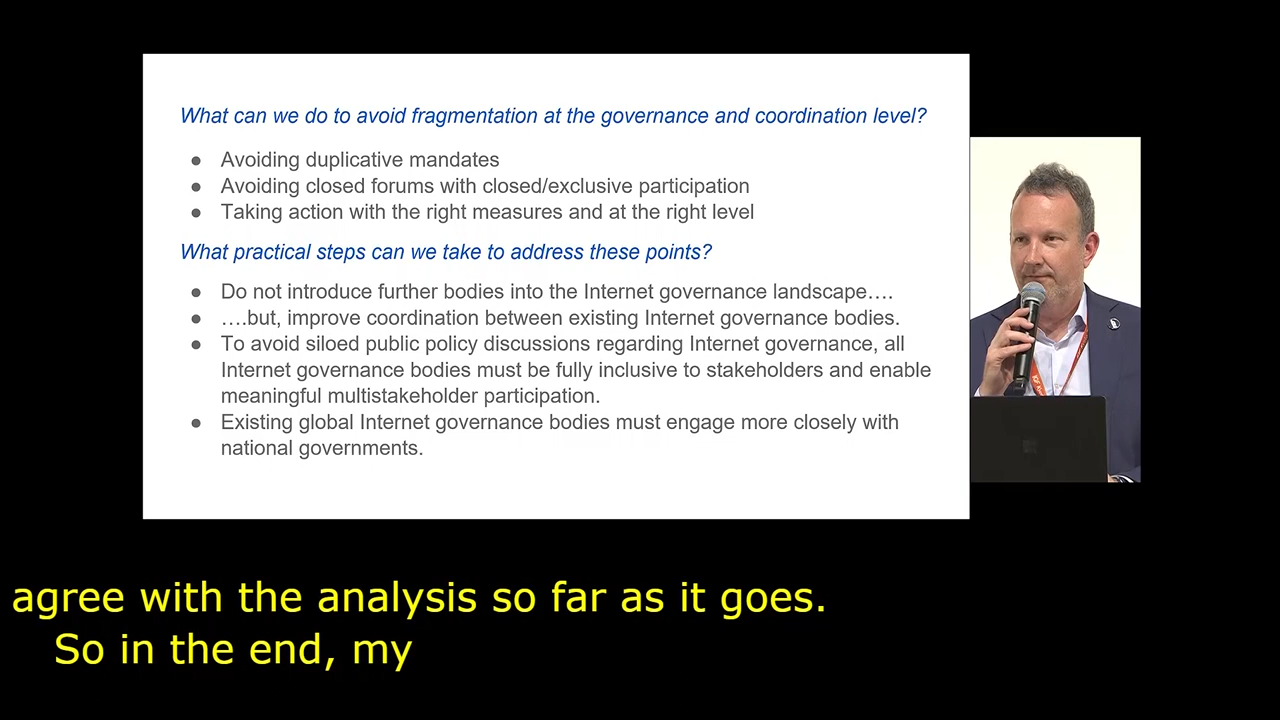 What can we do to avoid fragmentation at the governance and coordination level?
● Avoiding duplicative mandates
● Avoiding closed forums with closed/exclusive participation
● Taking action with the right measures and at the right level
What practical steps can we take to address these points?
● Do not introduce further bodies into the Internet governance landscape….
● ….but, improve coordination between existing Internet governance bodies.
● To avoid siloed public policy discussions regarding Internet governance, all
Internet governance bodies must be fully inclusive to stakeholders and enable
meaningful multistakeholder participation.
● Existing global Internet governance bodies must engage more closely with
national governments.
agree with the analysis so far as it goes.
So in the end, my